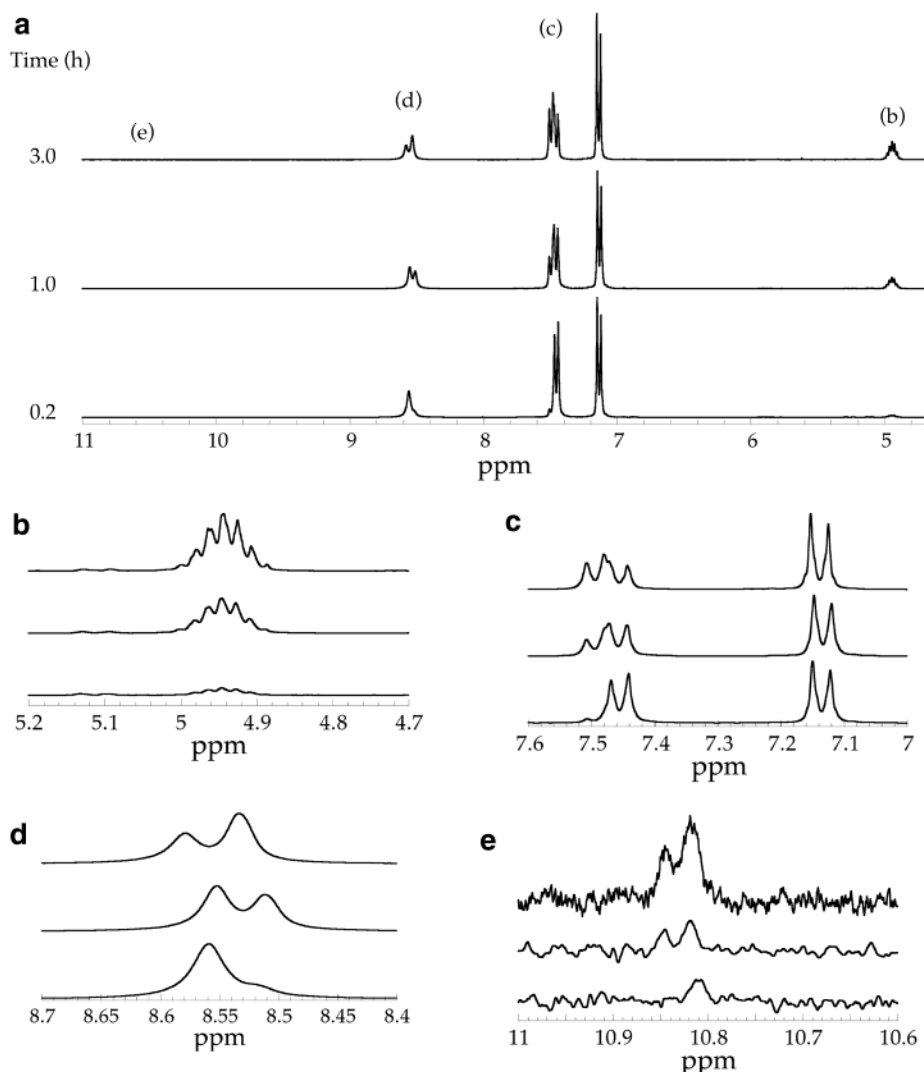 a
Time (h)
(e)
(d)
(c)
(b)
3.0
1.0
0.2
11 10 9 8 7 6 5
ppm
b
5.2 5.1 5 4.9 4.8 4.7
ppm
c
7.6 7.5 7.4 7.3 7.2 7.1 7
ppm
d
8.7 8.65 8.6 8.55 8.5 8.45 8.4
ppm
e
11 10.9 10.8 10.7 10.6
ppm